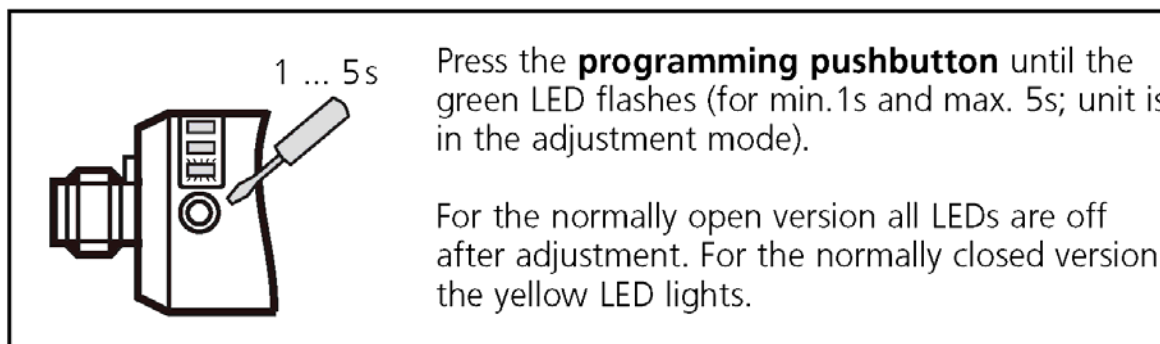 1 ... 5s
Press the programming pushbutton until the
green LED flashes (for min.1s and max. 5s; unit is
in the adjustment mode).
For the normally open version all LEDs are off
after adjustment. For the normally closed version
the yellow LED lights.